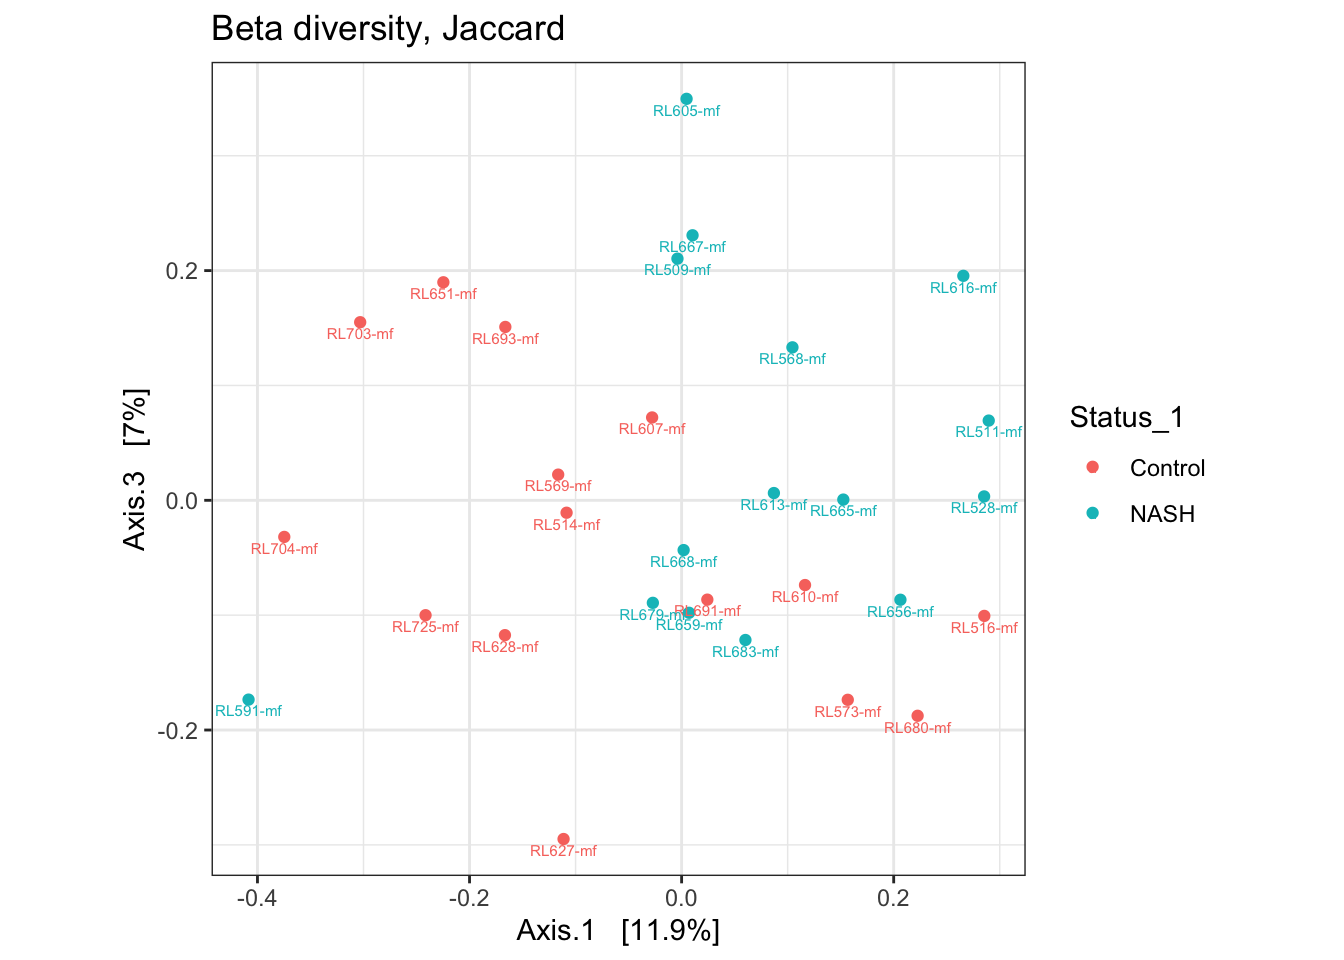 Beta diversity, Jaccard
RL605-mf
RL667-mf
RL509-mf
RL616-mf
RL651-mf
RL703-mf
RL693-mf
RL568-mf
RL607-mf
RL511-mf
RL569-mf
RL613-mf
RL665-mf
RL528-mf
RL514-mf
RL704-mf
RL668-mf
RL610-mf
RL679-mf
RL691-mf
RL656-mf
RL659-mf
RL725-mf
RL516-mf
RL628-mf
RL683-mf
RL591-mf
RL573-mf
RL680-mf
RL627-mf
0.2
0.0
-0.2
Axis.3 [7%]
-0.4 -0.2 0.0 0.2
Axis.1 [11.9%]
Status_1
Control
NASH